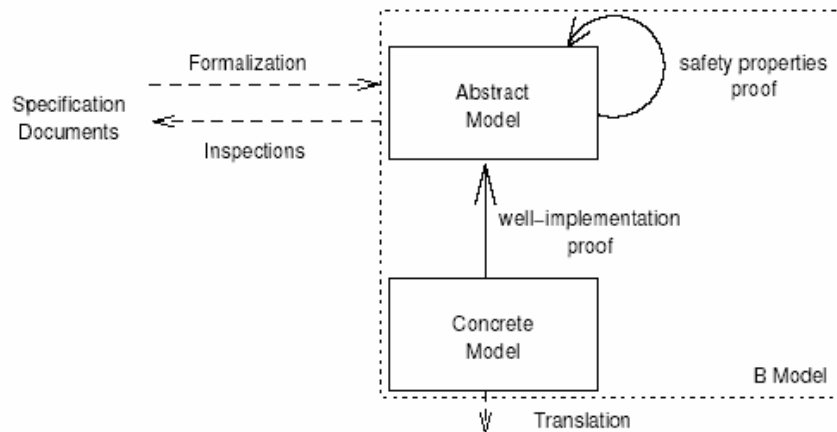 Formalization
Specification
Documents
Inspections
Abstract
Model
safety properties
proof
well-implementation
proof
Concrete
Model
B Model
Translation